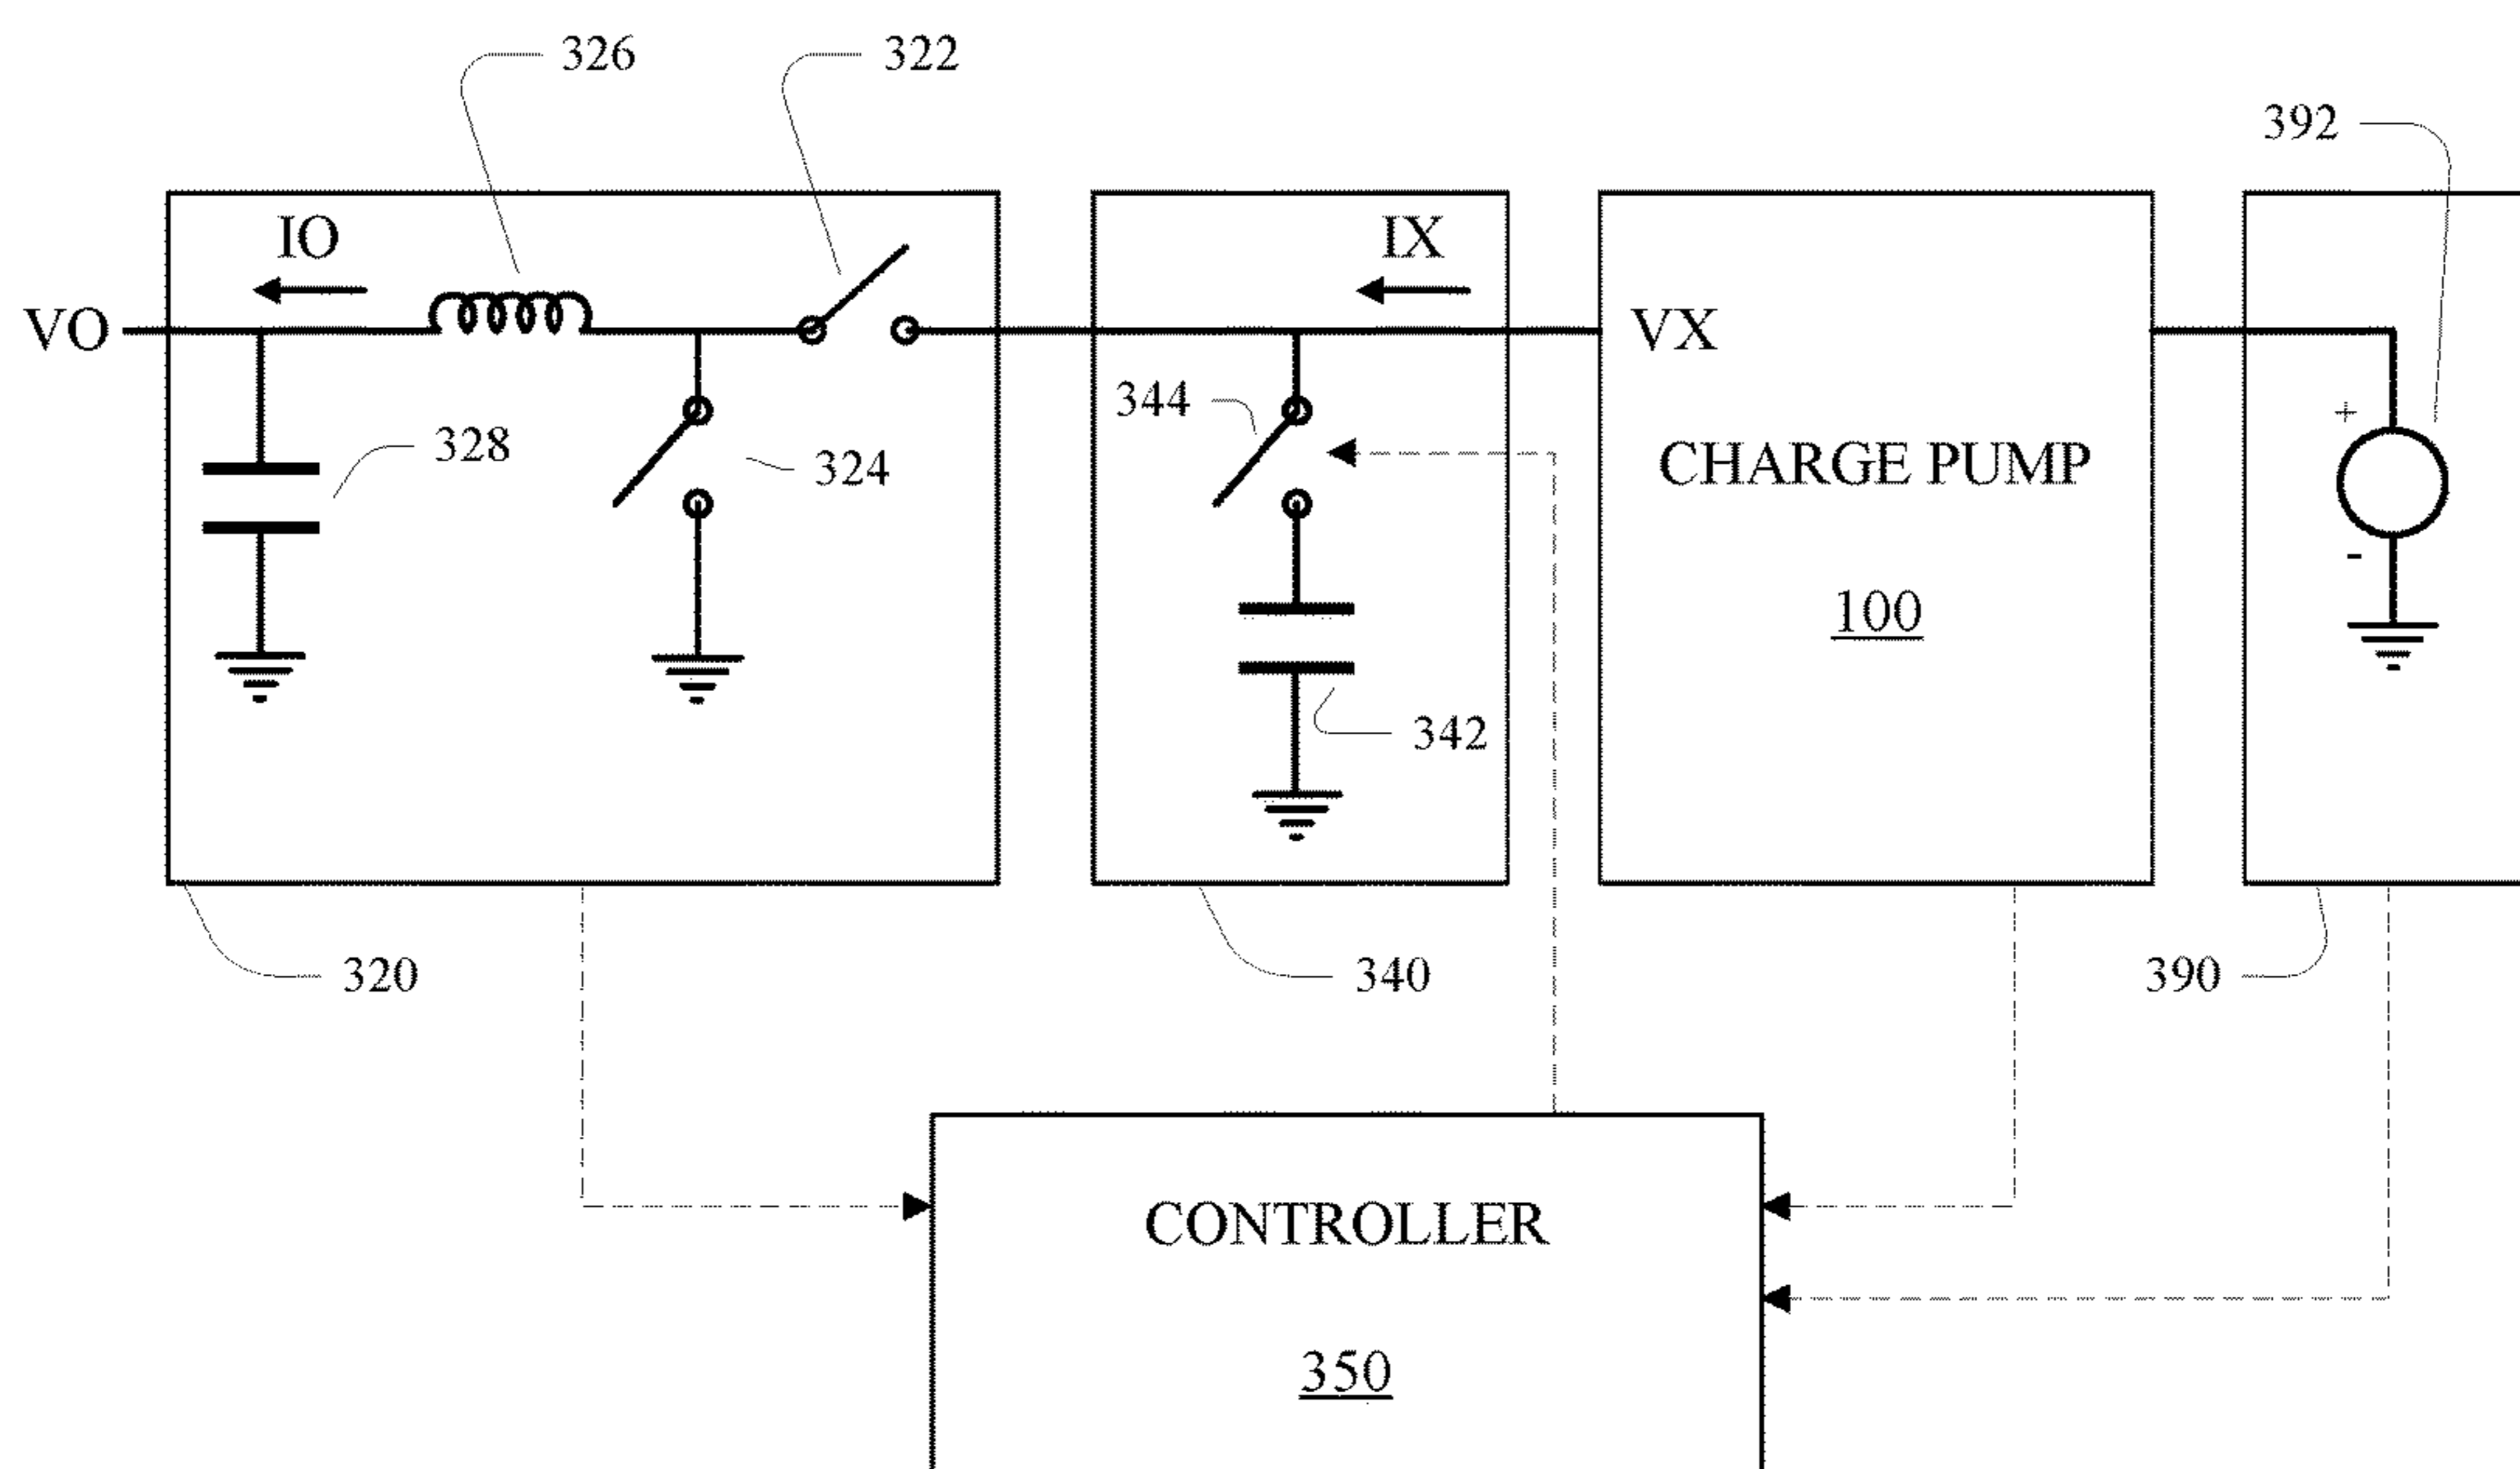 326
322
392
IO
IX
VO
VX
344
328
324
CHARGE PUMP
100
+
-
342
320
340
390
CONTROLLER
350